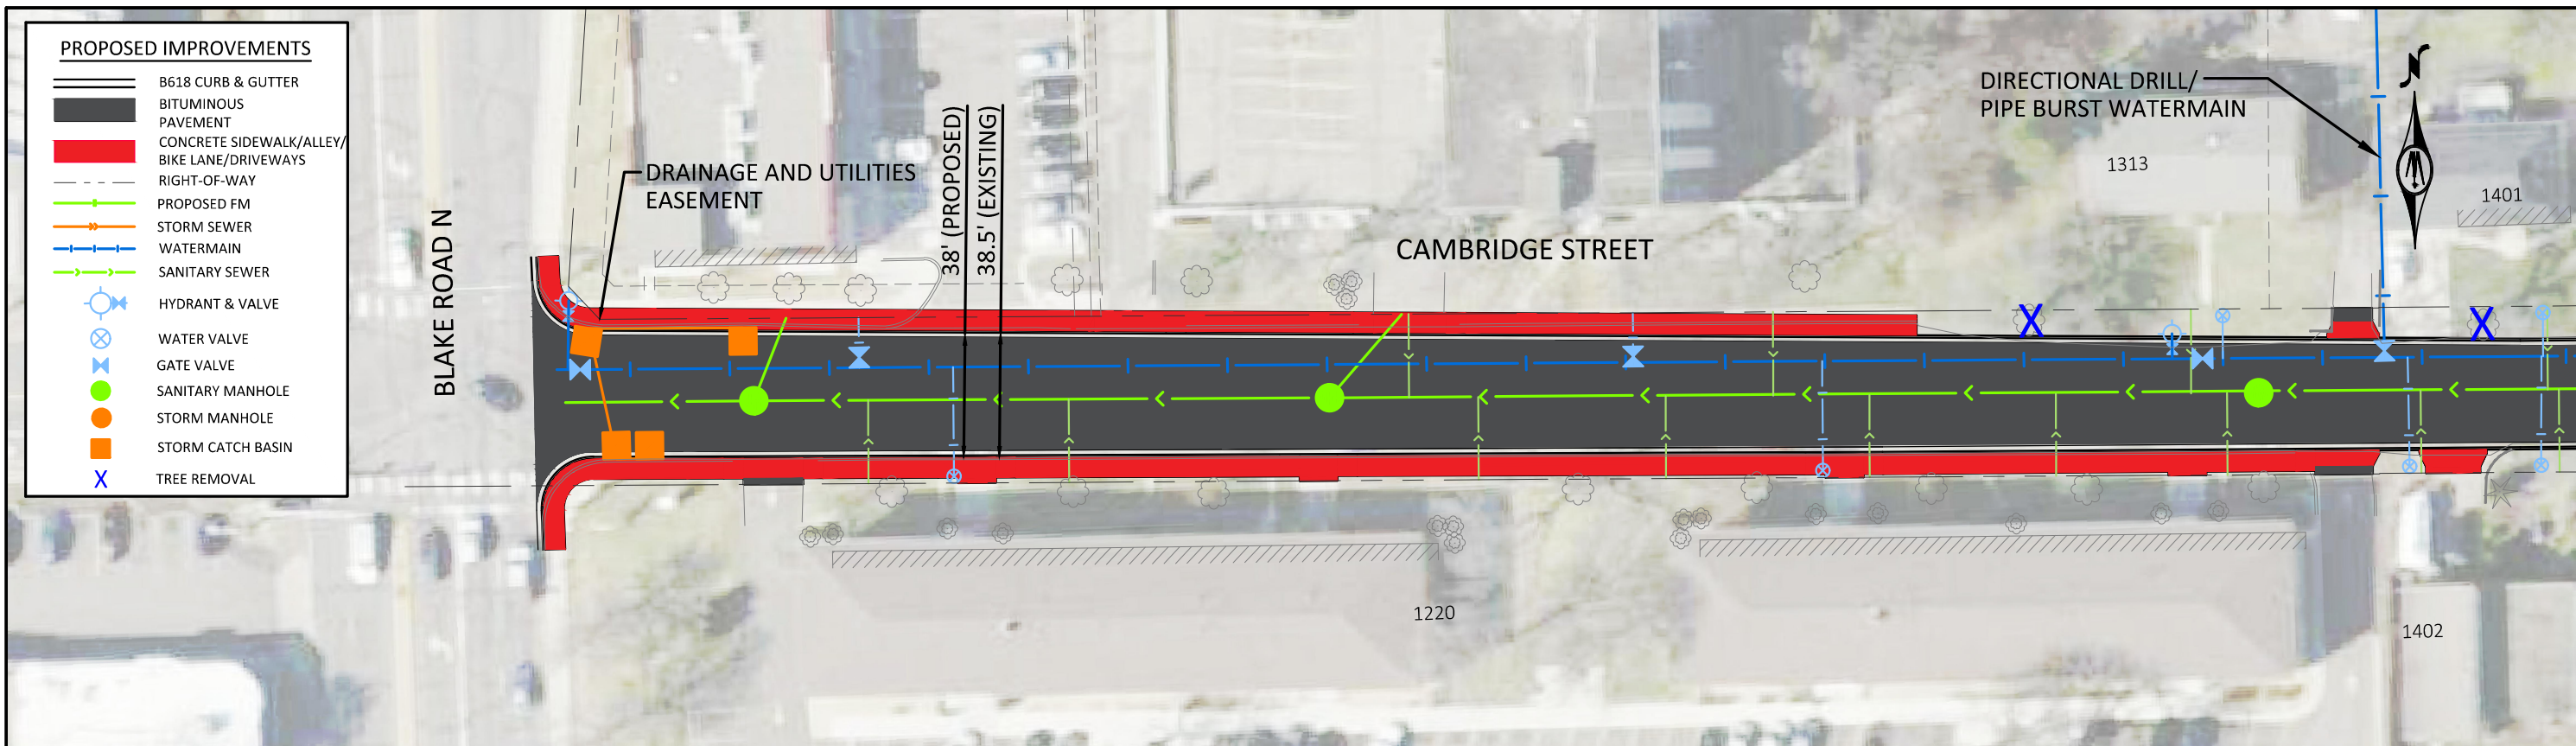 PROPOSED IMPROVEMENTS
B618 CURB & GUTTER
BITUMINOUS
PAVEMENT
CONCRETE SIDEWALK/ALLEY/
BIKE LANE/DRIVEWAYS
RIGHT-OF-WAY
PROPOSED FM
STORM SEWER
WATERMAIN
SANITARY SEWER
HYDRANT & VALVE
WATER VALVE
GATE VALVE
SANITARY MANHOLE
STORM MANHOLE
STORM CATCH BASIN
X TREE REMOVAL
BLAKE ROAD N
DRAINAGE AND UTILITIES
EASEMENT
38' (PROPOSED)
38.5' (EXISTING)
CAMBRIDGE STREET
DIRECTIONAL DRILL/
PIPE BURST WATERMAIN
N
1313
1401
X
X
1220
1402